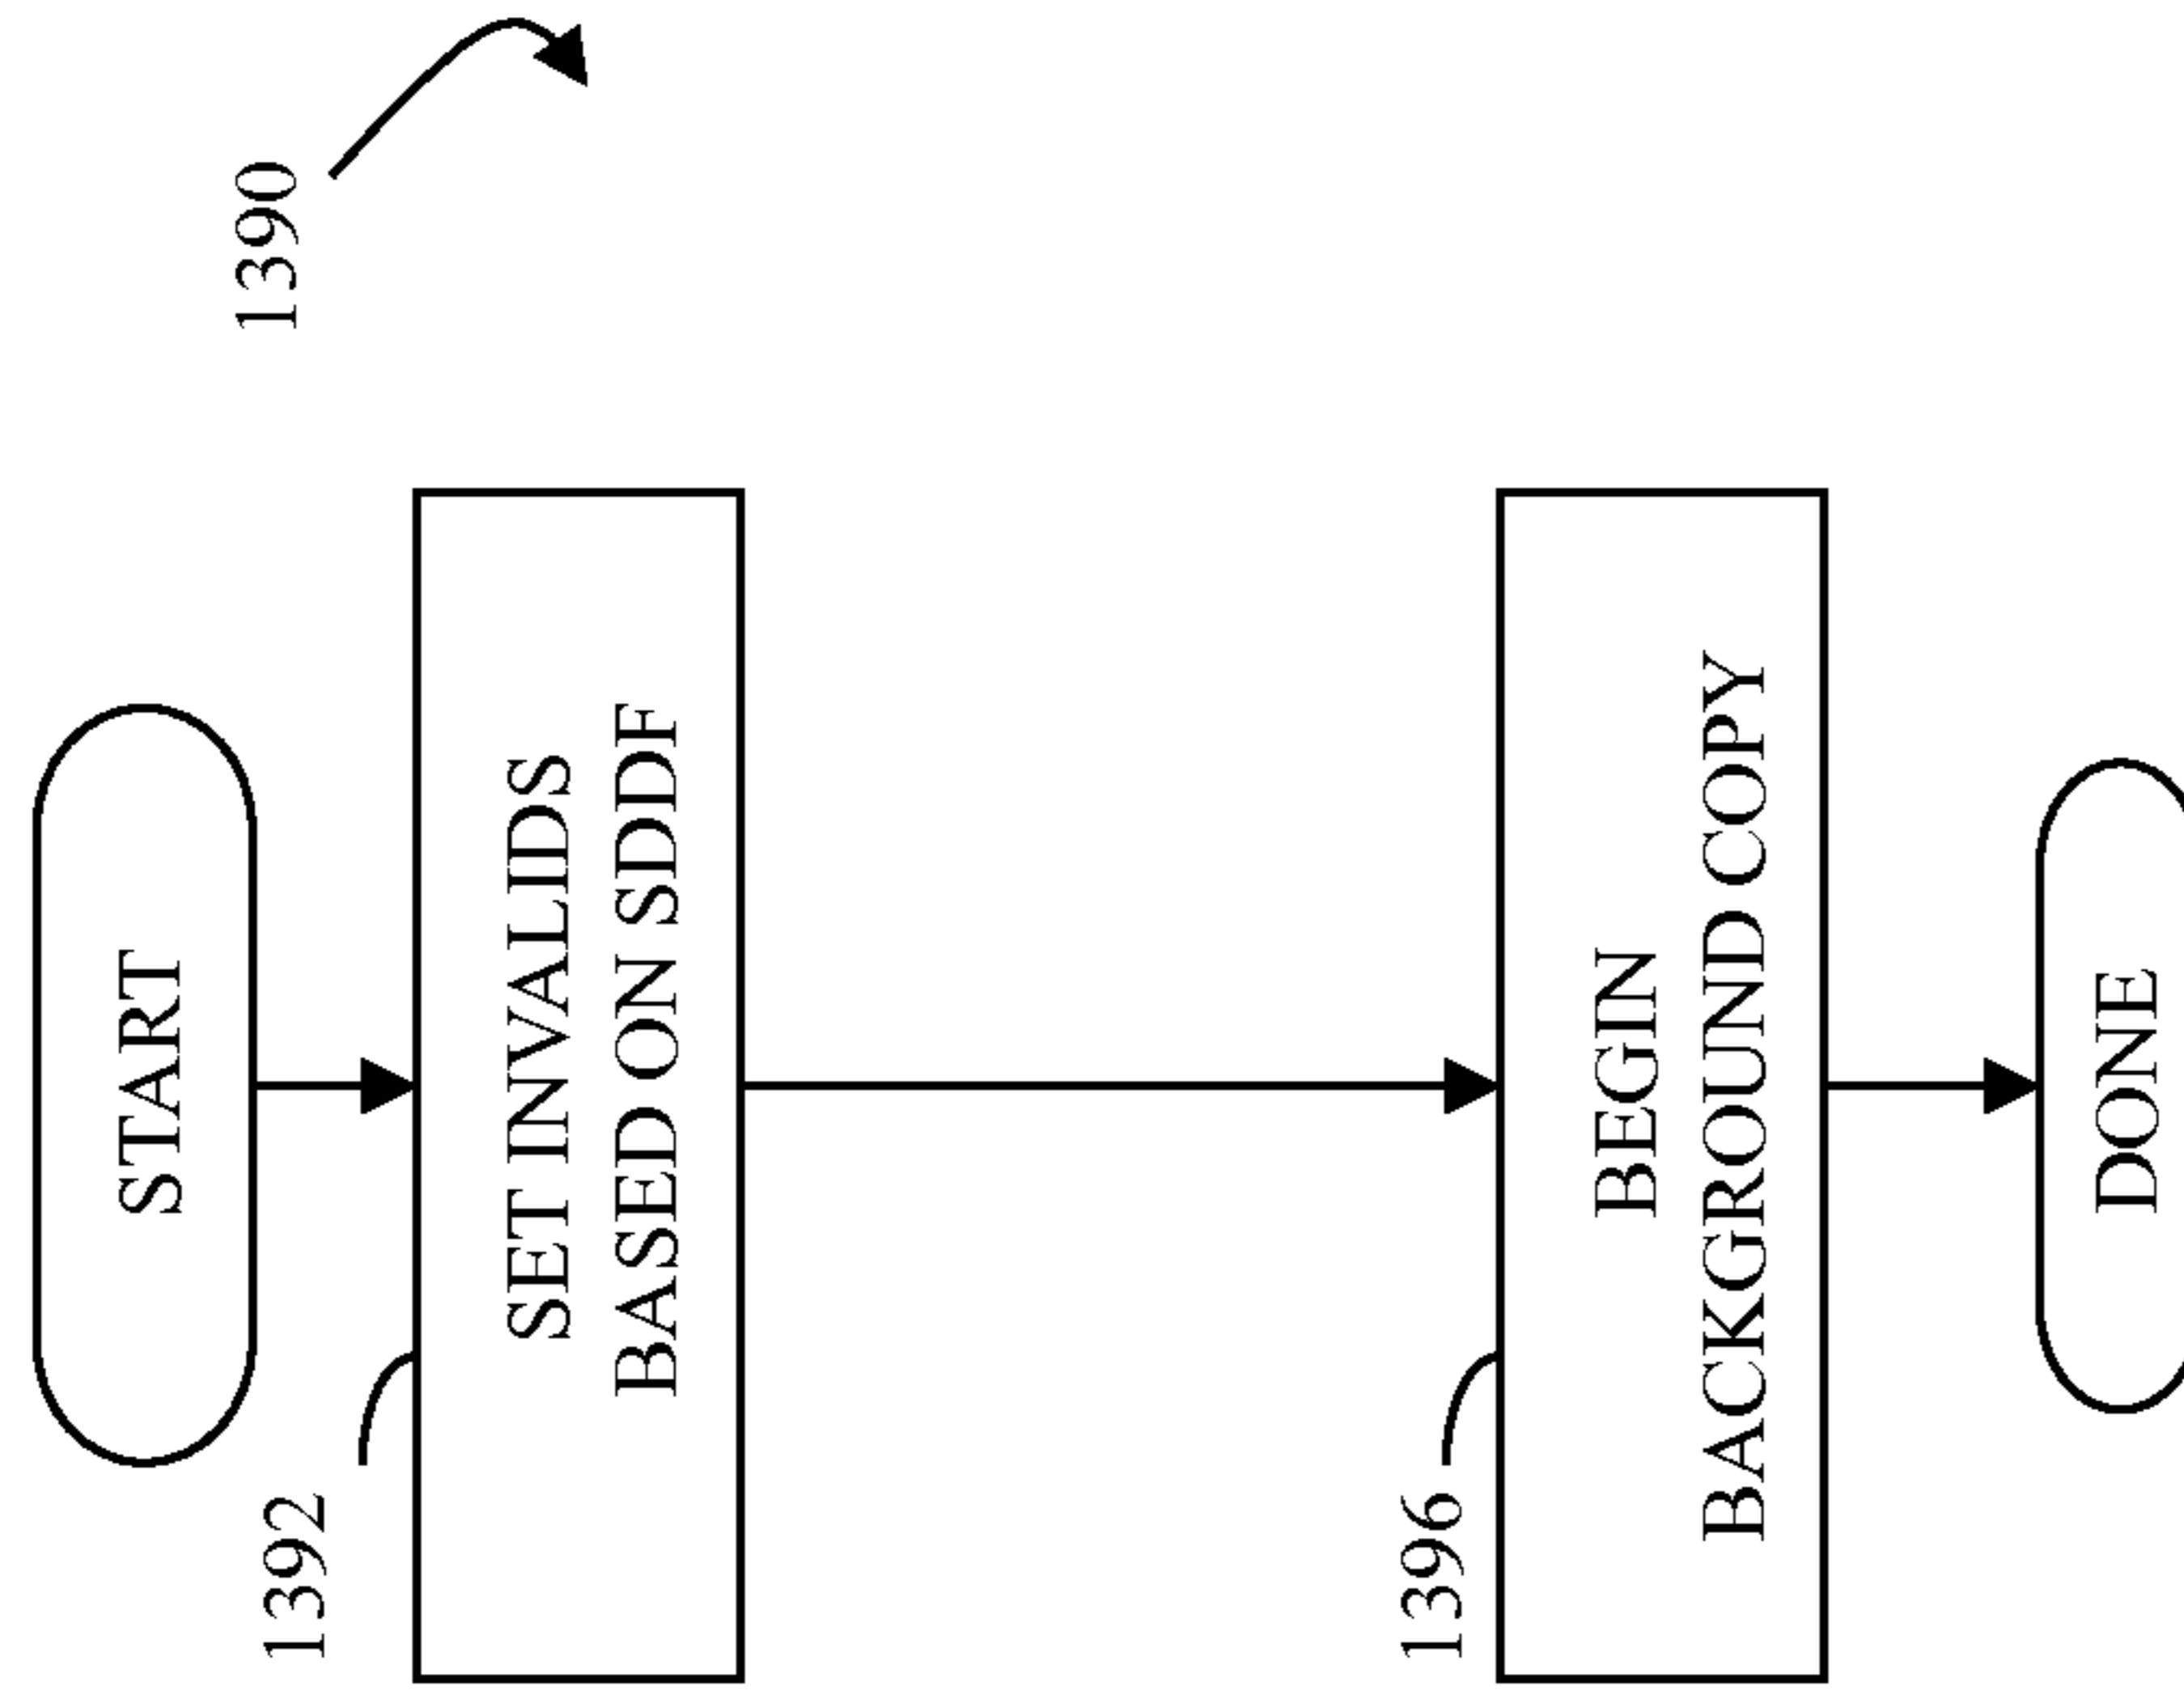 1390
START
1392
SET INVALIDS
BASED ON SDDF
1396
BEGIN
BACKGROUND COPY
DONE